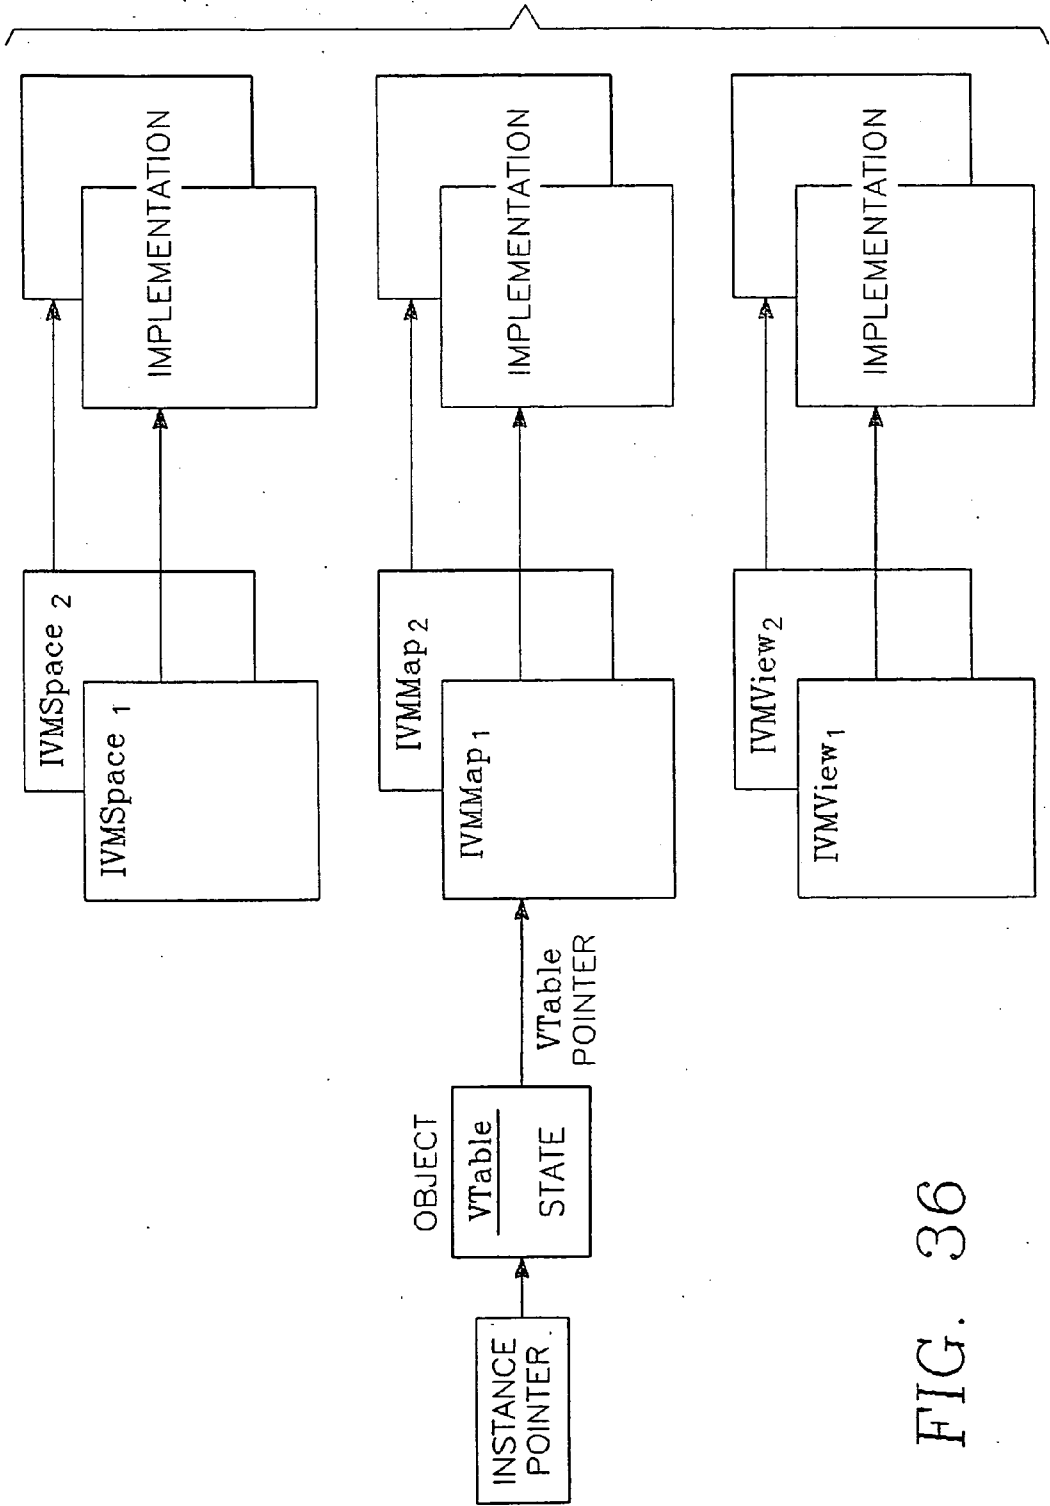 IVMSpace 2
IVMSpace 1
IMPLEMENTATION
IVMMap 2
IVMMap 1
IMPLEMENTATION
IVMView 2
IVMView 1
IMPLEMENTATION
INSTANCE
POINTER
OBJECT
VTable
STATE
VTable
POINTER
FIG. 36